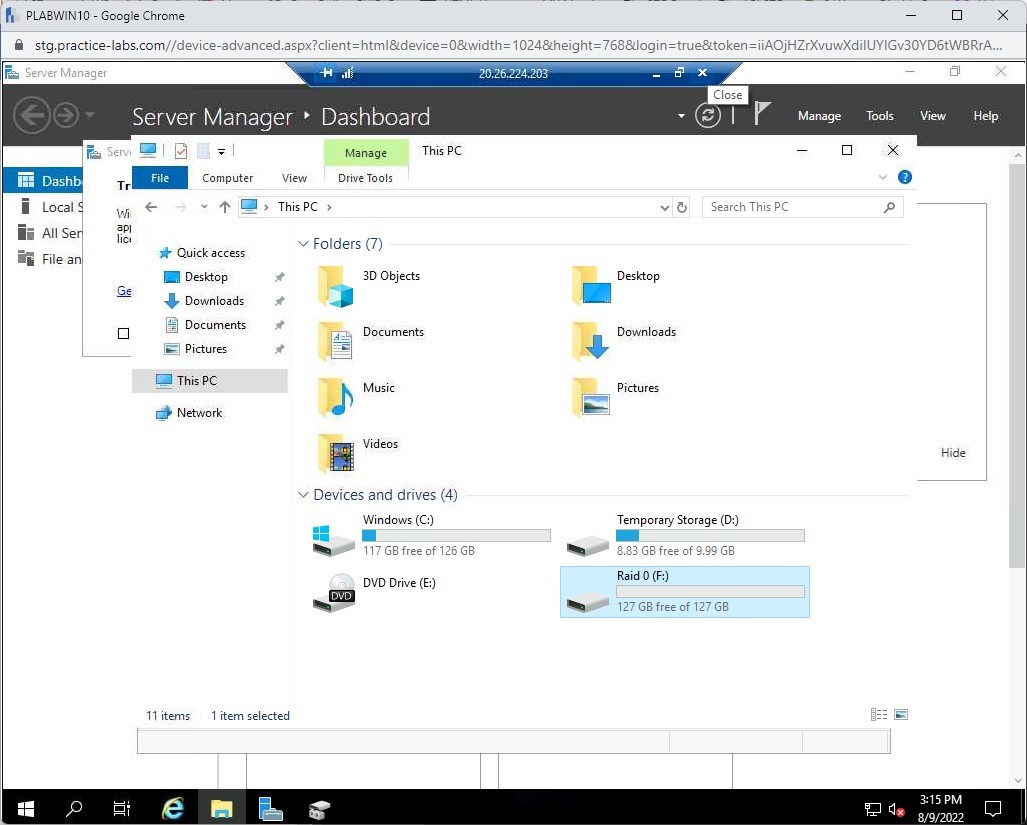 PLABWIN10 - Google Chrome
stg.practice-labs.com//device-advanced.aspx?client=html&device=0&width=1024&height=768&login=true&token=iiAOjHZrXvuwXdilUYIGv30YD6tWBRrA...
Server Manager
20.26.224.203
Close
Server Manager Dashboard
Manage Tools View Help
Serv
Manage This PC
File Computer View Drive Tools
This PC
Search This PC
Dashb
Local S
All Ser
File an
Tr
Wi
app
lice
Ge
Quick access
Desktop
Downloads
Documents
Pictures
This PC
Network
Folders (7)
3D Objects
Desktop
Documents
Downloads
Music
Pictures
Videos
Devices and drives (4)
Windows (C:)
117 GB free of 126 GB
Temporary Storage (D:)
8.83 GB free of 9.99 GB
DVD Drive (E:)
DVD
Raid 0 (F:)
127 GB free of 127 GB
Hide
11 items 1 item selected
3:15 PM
8/9/2022